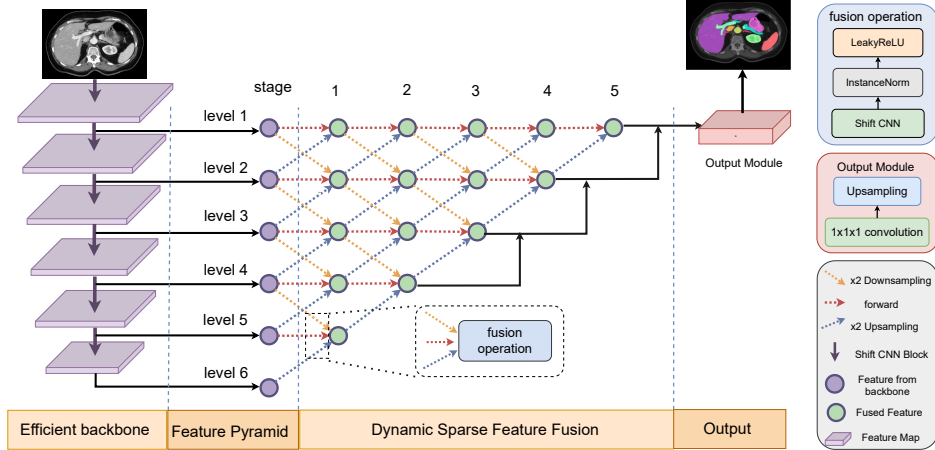 stage
1
2
3
4
5
level 1
level 2
level 3
level 4
level 5
level 6
fusion
operation
Output Module
Efficient backbone
Feature Pyramid
Dynamic Sparse Feature Fusion
Output
fusion operation
LeakyReLU
InstanceNorm
Shift CNN
Output Module
Upsampling
1x1x1 convolution
x2 Downsampling
forward
x2 Upsampling
Shift CNN Block
Feature from
backbone
Fused Feature
Feature Map